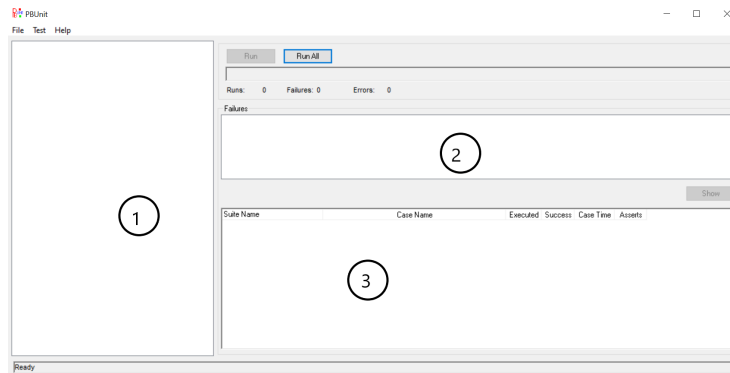 PBUnit
File Test Help
Run Run All
Runs: 0 Failures: 0 Errors: 0
Failures
2
Show
1
Suite Name Case Name Executed Success Case Time Asserts
3
Ready